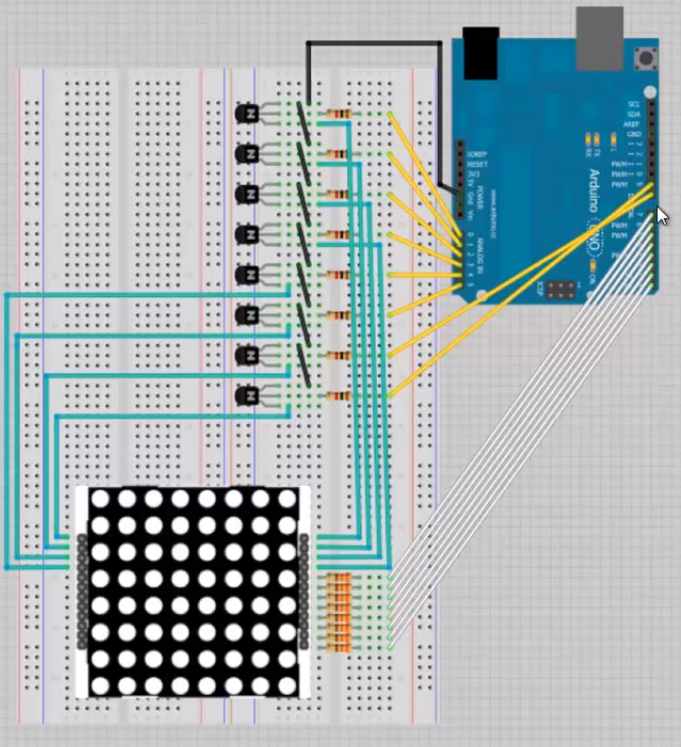 SCL
SDA
AREF
GND
IOREF
RESET
3V3
5V
GND
Vin
POWER
www.arduino.cc
ANALOG IN
0
1
2
3
4
5
Arduino
UNO
RX
TX
L
ON
ICSP
PWM
PWM
PWM
PWM
PWM
N
N
N
N
N
N
N
N